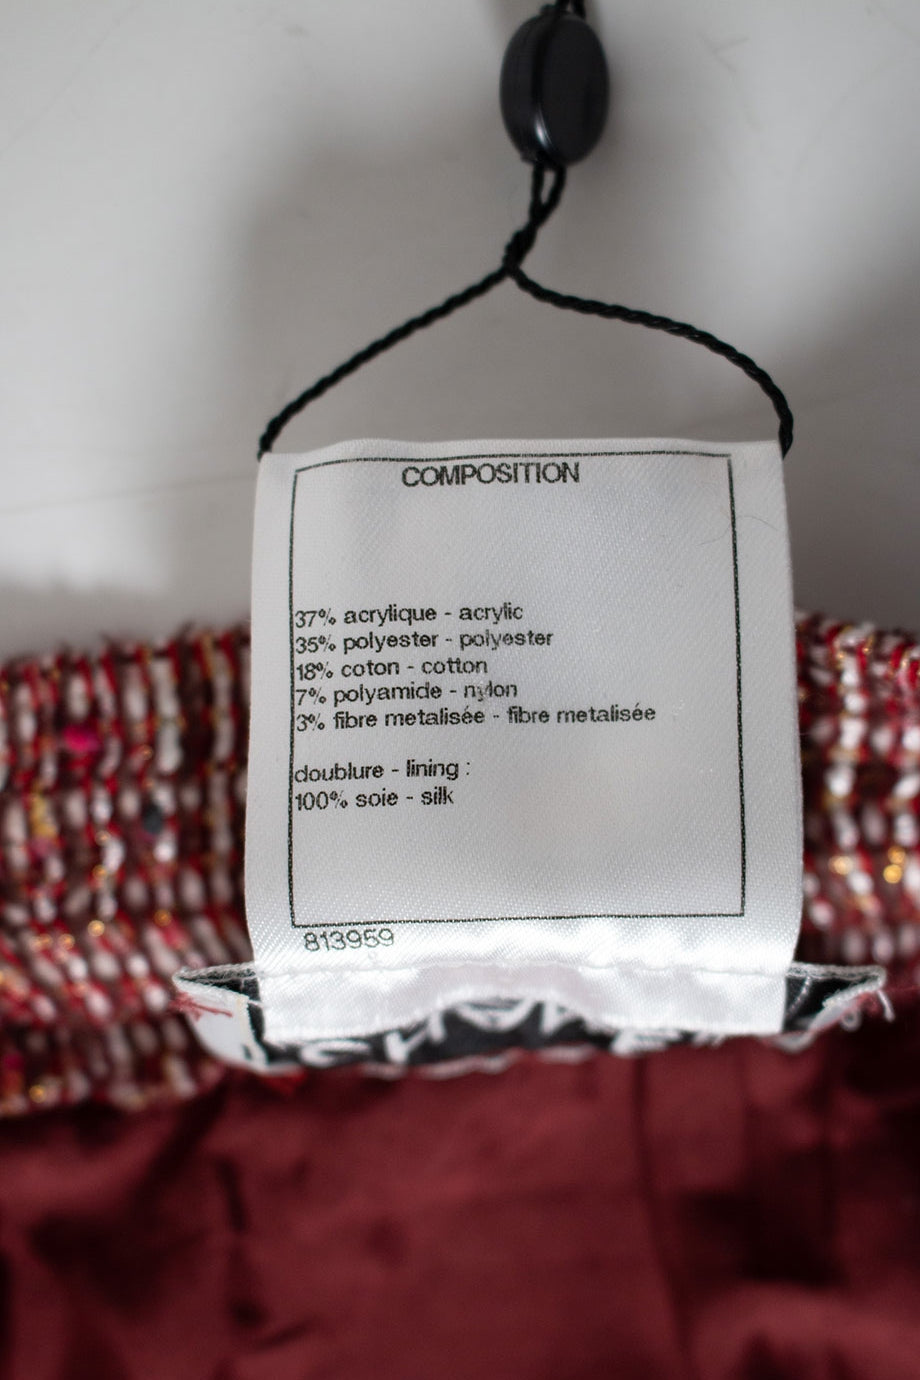 COMPOSITION
37% acrylique - acrylic
35% polyester - polyester
18% coton - cotton
7% polyamide - nylon
3% fibre metalisée - fibre metalisée
doublure - lining :
100% soie - silk
813959